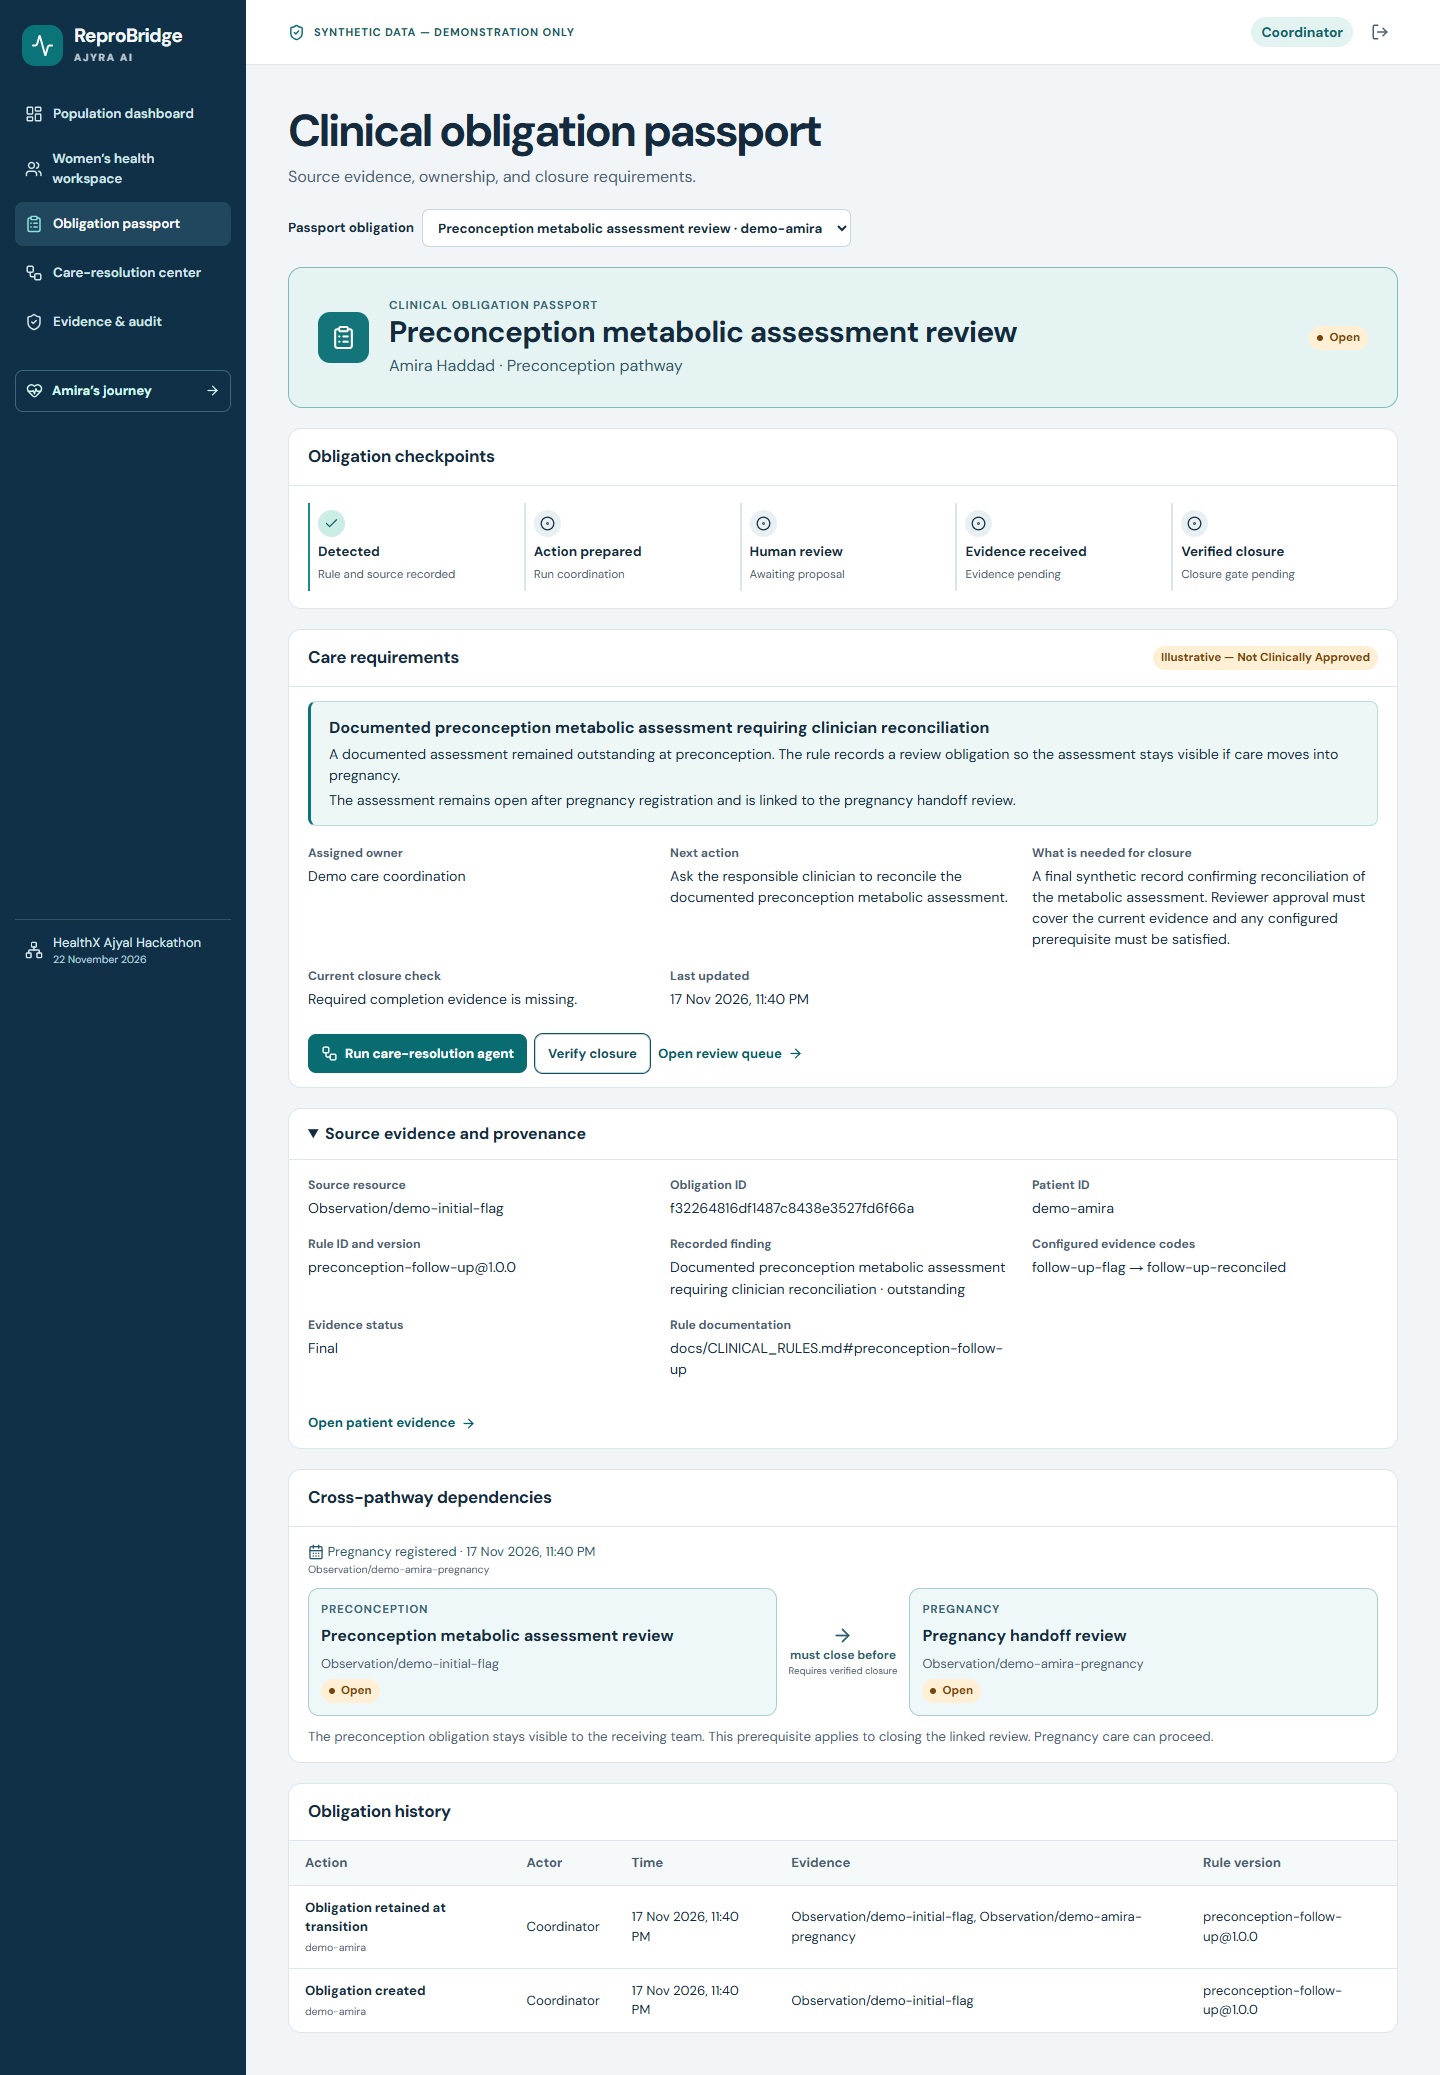 ReproBridge
AJYRA AI
Population dashboard
Women's health
workspace
Obligation passport
Care-resolution center
Evidence & audit
Amira's journey
HealthX Ajyal Hackathon
22 November 2026
SYNTHETIC DATA — DEMONSTRATION ONLY
Coordinator
Clinical obligation passport
Source evidence, ownership, and closure requirements.
Passport obligation
Preconception metabolic assessment review · demo-amira
CLINICAL OBLIGATION PASSPORT
Preconception metabolic assessment review
Amira Haddad · Preconception pathway
Open
Obligation checkpoints
Detected
Rule and source recorded
Action prepared
Run coordination
Human review
Awaiting proposal
Evidence received
Evidence pending
Verified closure
Closure gate pending
Care requirements
Illustrative — Not Clinically Approved
Documented preconception metabolic assessment requiring clinician reconciliation
A documented assessment remained outstanding at preconception. The rule records a review obligation so the assessment stays visible if care moves into
pregnancy.
The assessment remains open after pregnancy registration and is linked to the pregnancy handoff review.
Assigned owner
Demo care coordination
Next action
Ask the responsible clinician to reconcile the
documented preconception metabolic assessment.
What is needed for closure
A final synthetic record confirming reconciliation of
the metabolic assessment. Reviewer approval must
cover the current evidence and any configured
prerequisite must be satisfied.
Current closure check
Required completion evidence is missing.
Last updated
17 Nov 2026, 11:40 PM
Run care-resolution agent
Verify closure
Open review queue →
▼ Source evidence and provenance
Source resource
Observation/demo-initial-flag
Obligation ID
f32264816df1487c8438e3527fd6f66a
Patient ID
demo-amira
Rule ID and version
preconception-follow-up@1.0.0
Recorded finding
Documented preconception metabolic assessment
requiring clinician reconciliation · outstanding
Configured evidence codes
follow-up-flag → follow-up-reconciled
Evidence status
Final
Rule documentation
docs/CLINICAL_RULES.md#preconception-follow-
up
Open patient evidence →
Cross-pathway dependencies
Pregnancy registered · 17 Nov 2026, 11:40 PM
Observation/demo-amira-pregnancy
PRECONCEPTION
Preconception metabolic assessment review
Observation/demo-initial-flag
Open
→
must close before
Requires verified closure
PREGNANCY
Pregnancy handoff review
Observation/demo-amira-pregnancy
Open
The preconception obligation stays visible to the receiving team. This prerequisite applies to closing the linked review. Pregnancy care can proceed.
Obligation history
Action Actor Time Evidence Rule version
Obligation retained at
transition
demo-amira
Coordinator
17 Nov 2026, 11:40
PM
Observation/demo-initial-flag, Observation/demo-amira-
pregnancy
preconception-follow-
up@1.0.0
Obligation created
demo-amira
Coordinator
17 Nov 2026, 11:40
PM
Observation/demo-initial-flag
preconception-follow-
up@1.0.0